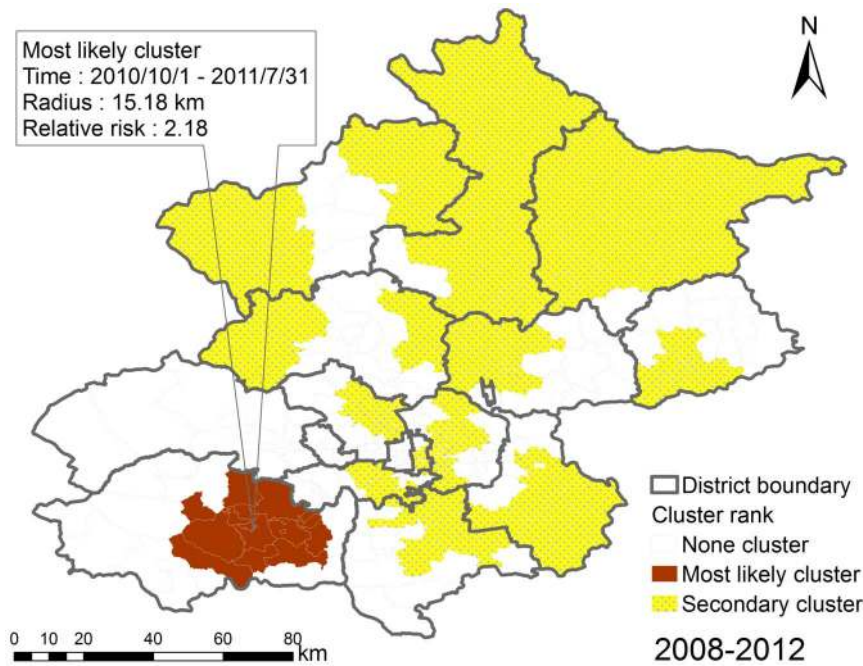 Most likely cluster
Time : 2010/10/1 - 2011/7/31
Radius : 15.18 km
Relative risk : 2.18
N
District boundary
Cluster rank
None cluster
Most likely cluster
Secondary cluster
0 10 20 40 60 80
km
2008-2012